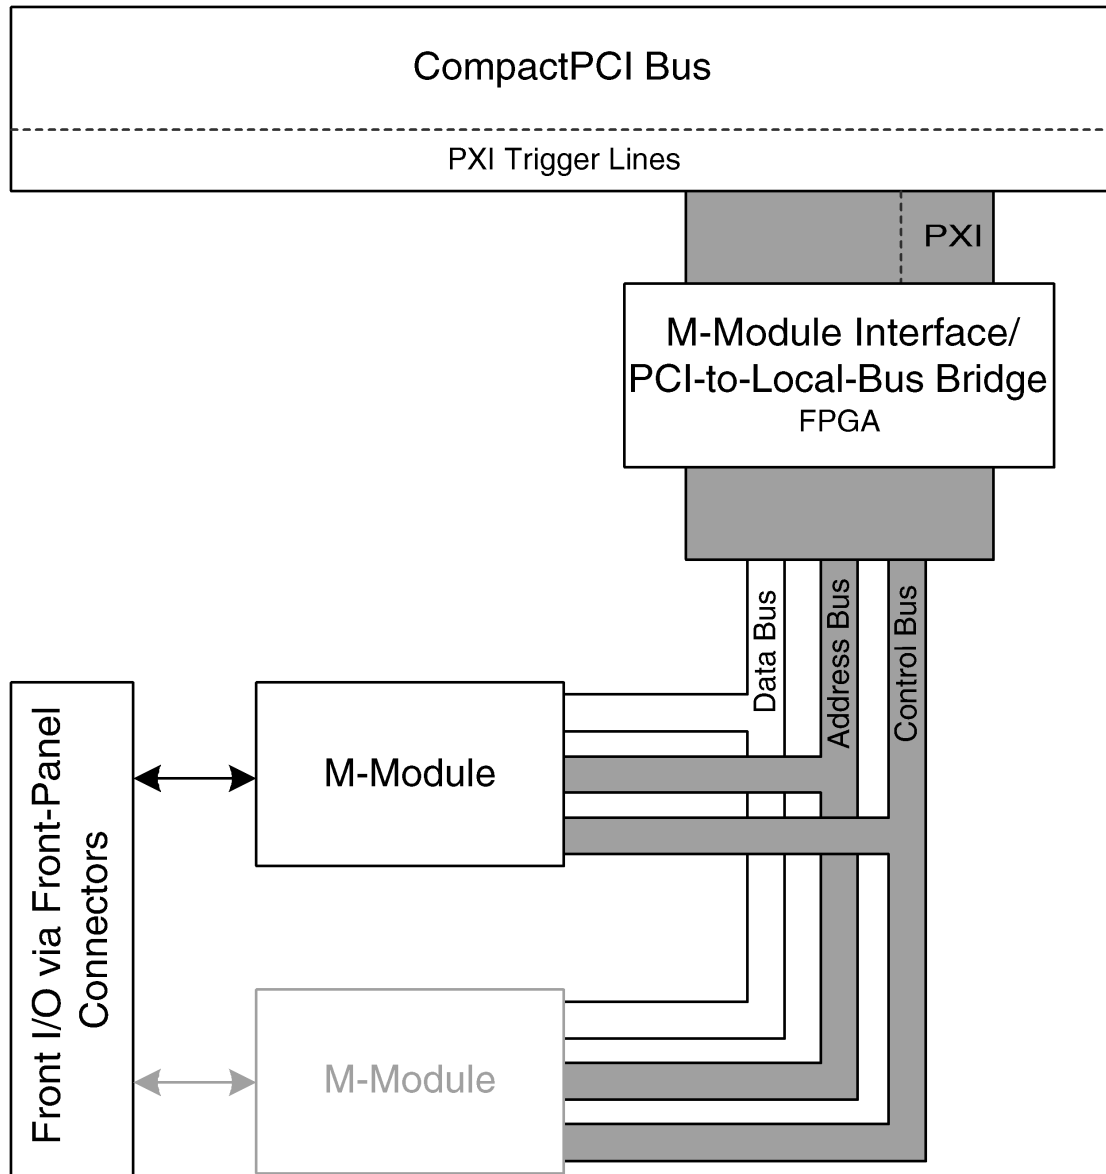 CompactPCI Bus
PXI Trigger Lines
PXI
M-Module Interface/
PCI-to-Local-Bus Bridge
FPGA
Data Bus
Address Bus
Control Bus
M-Module
Front I/O via Front-Panel
Connectors
M-Module